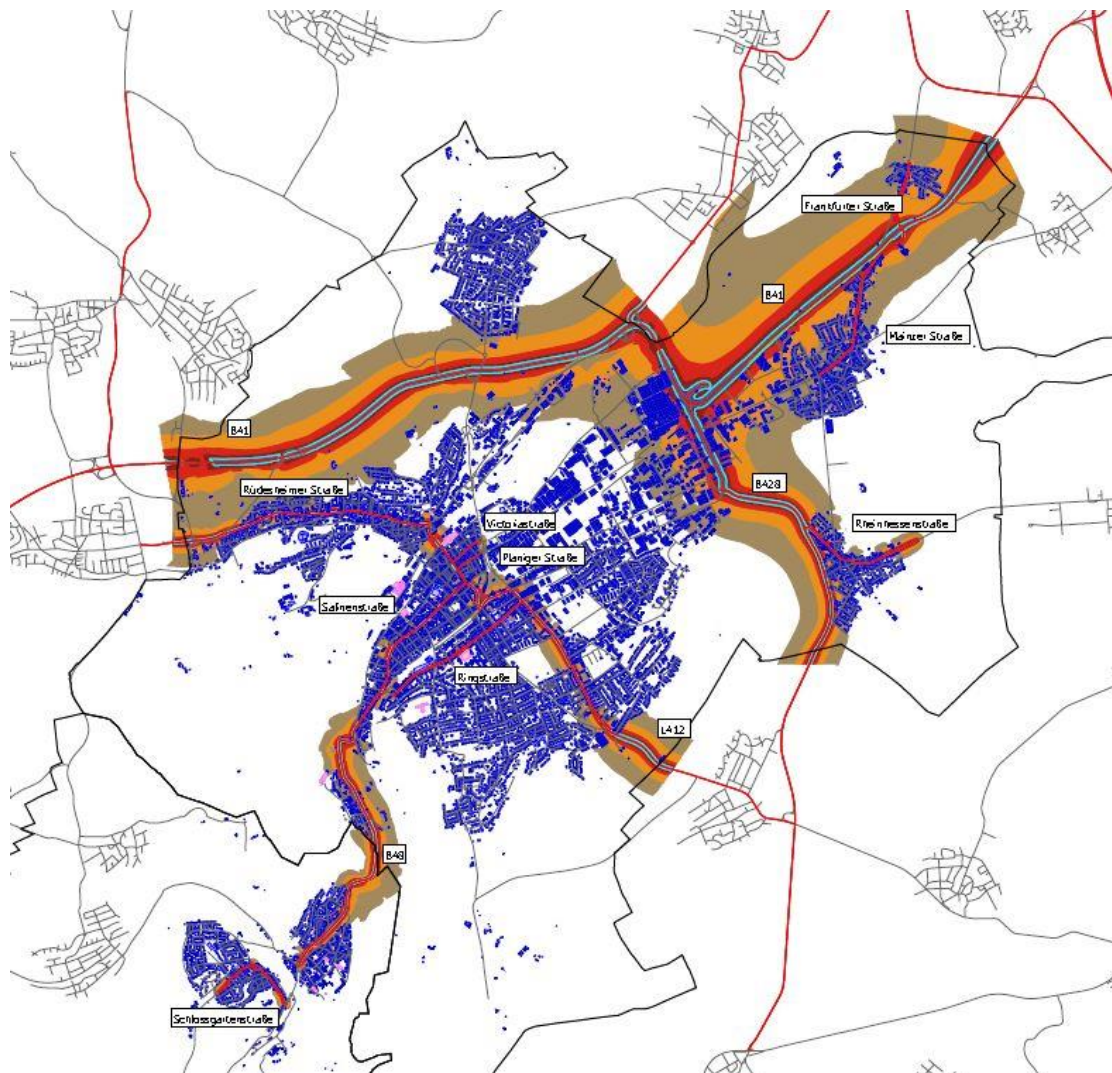 Frankfurter Straße
B41
Mainzer Straße
B41
B428
Rüdesheimer Straße
Rheinhessenstraße
Victoriastraße
Planiger Straße
Salinenstraße
Ringstraße
L412
B48
Schlossgartenstraße